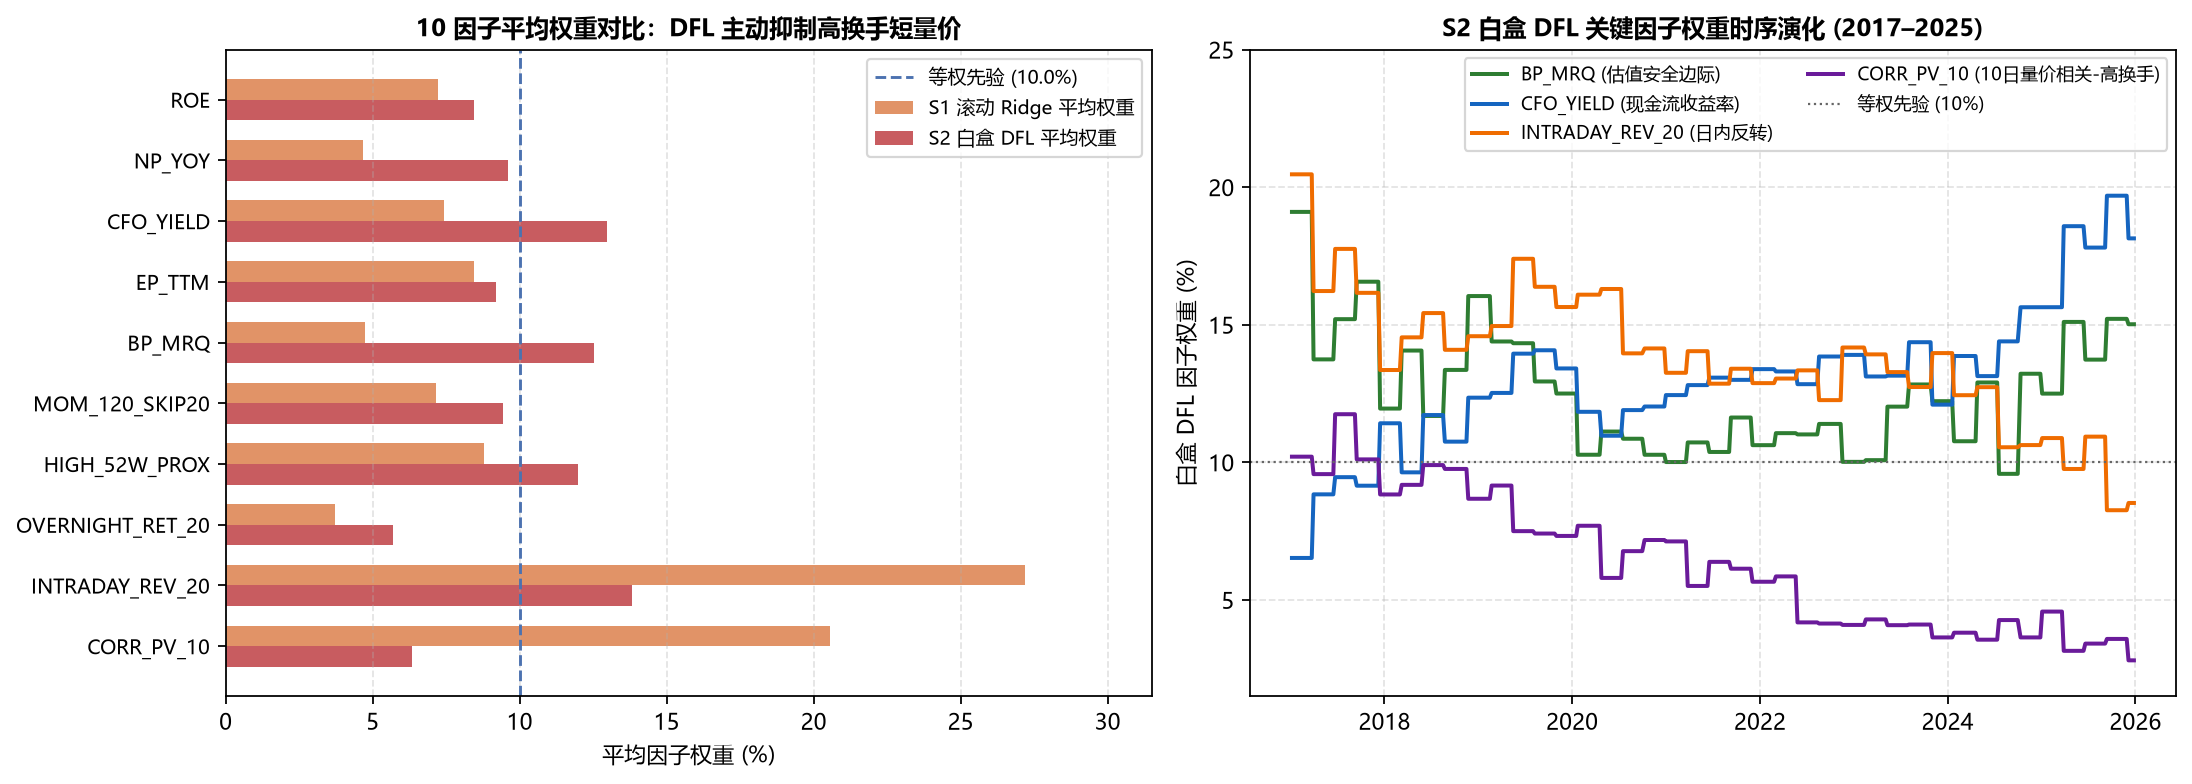 10 因子平均权重对比：DFL 主动抑制高换手短量价
等权先验 (10.0%)
S1 滚动 Ridge 平均权重
S2 白盒 DFL 平均权重
ROE
NP_YOY
CFO_YIELD
EP_TTM
BP_MRQ
MOM_120_SKIP20
HIGH_52W_PROX
OVERNIGHT_RET_20
INTRADAY_REV_20
CORR_PV_10
0 5 10 15 20 25 30
平均因子权重 (%)
S2 白盒 DFL 关键因子权重时序演化 (2017–2025)
BP_MRQ (估值安全边际)
CFO_YIELD (现金流收益率)
INTRADAY_REV_20 (日内反转)
CORR_PV_10 (10日量价相关-高换手)
等权先验 (10%)
白盒 DFL 因子权重 (%)
25
20
15
10
5
2018 2020 2022 2024 2026